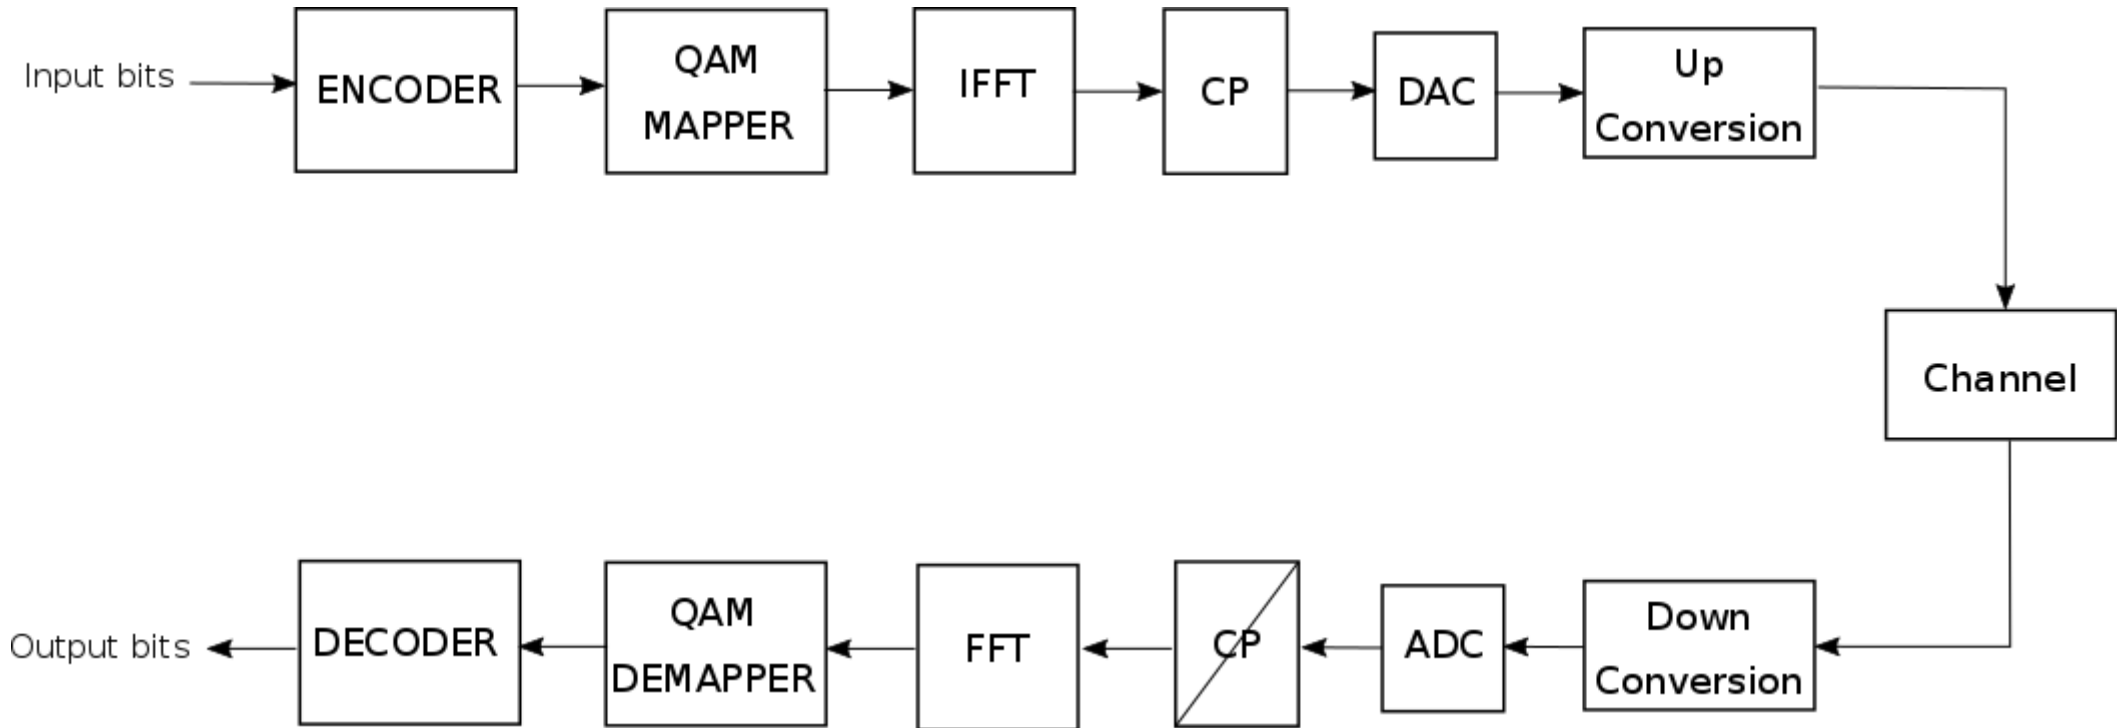 Input bits
ENCODER
QAM
MAPPER
IFFT
CP
DAC
Up
Conversion
Channel
Down
Conversion
ADC
CP
FFT
QAM
DEMAPPER
DECODER
Output bits